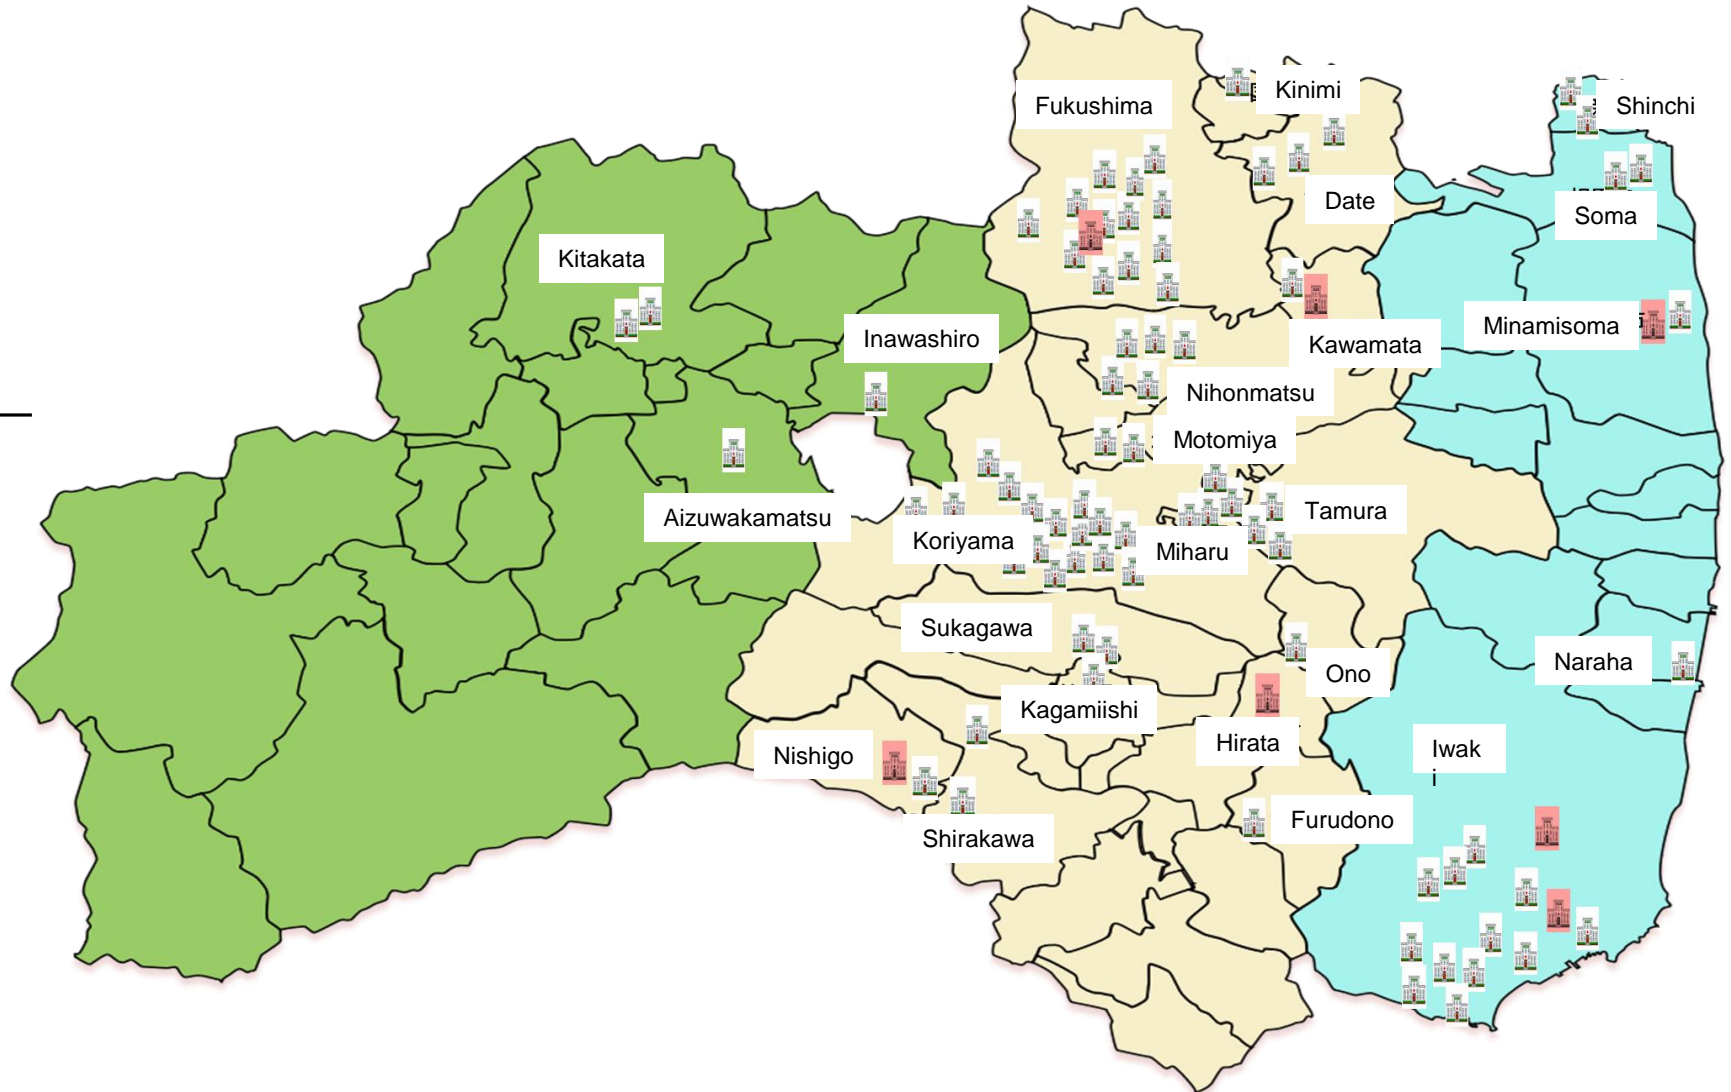 Kinimi
Fukushima
Shinchi
Date
Soma
Kitakata
Minamisoma
Inawashiro
Kawamata
Nihonmatsu
Motomiya
Aizuwakamatsu
Tamura
Koriyama
Miharu
Sukagawa
Naraha
Ono
Kagamiishi
Hirata
Iwak
i
Nishigo
Furudono
Shirakawa